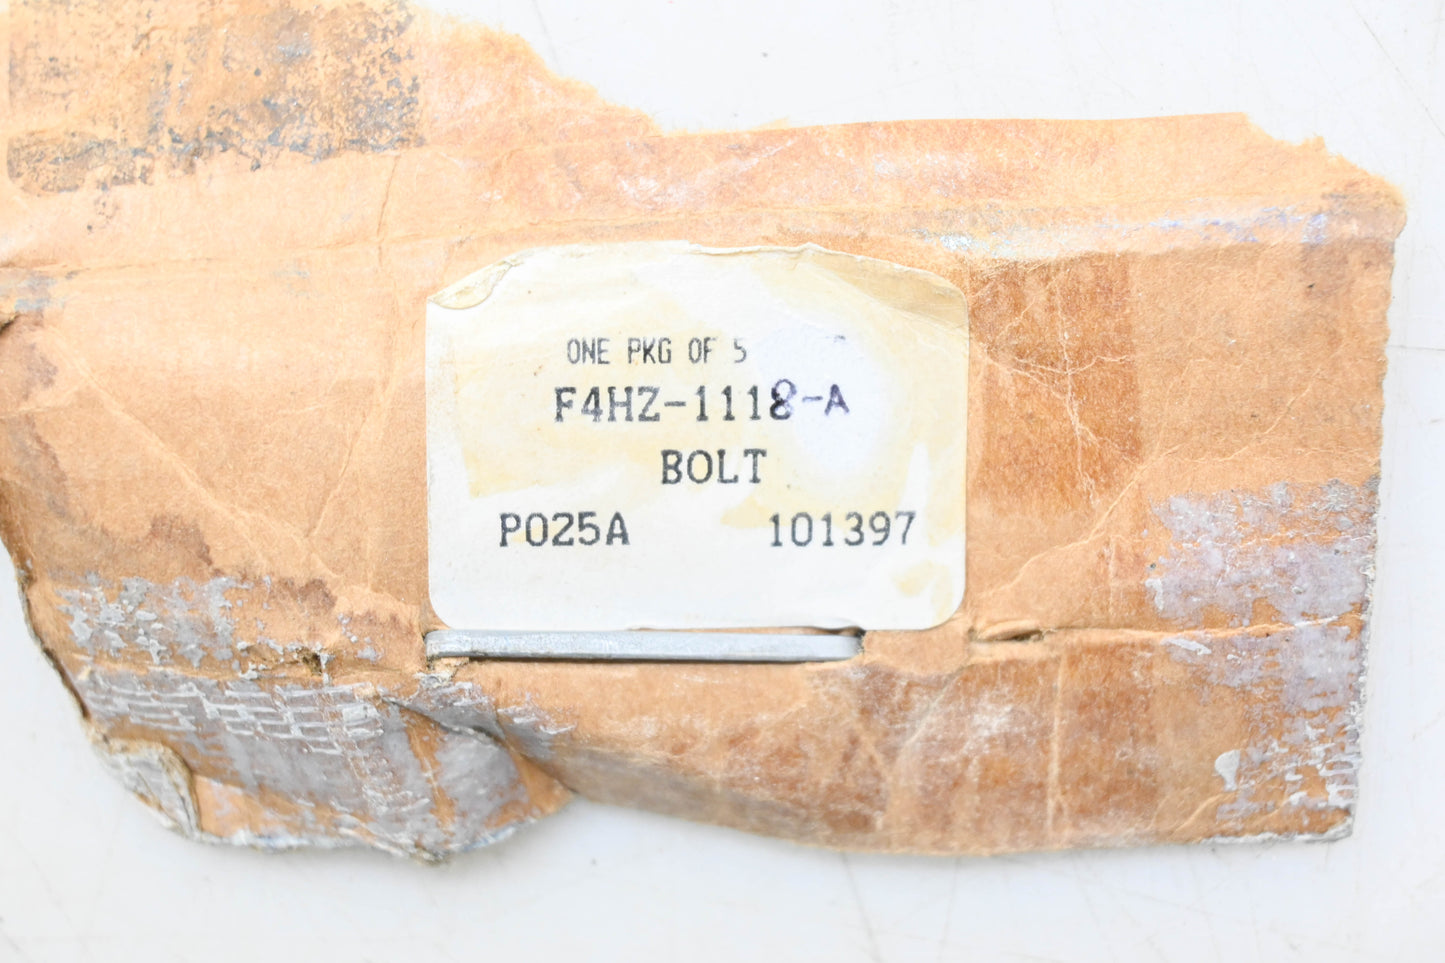 ONE PKG OF 5
F4HZ-1118-A
BOLT
P025A 101397